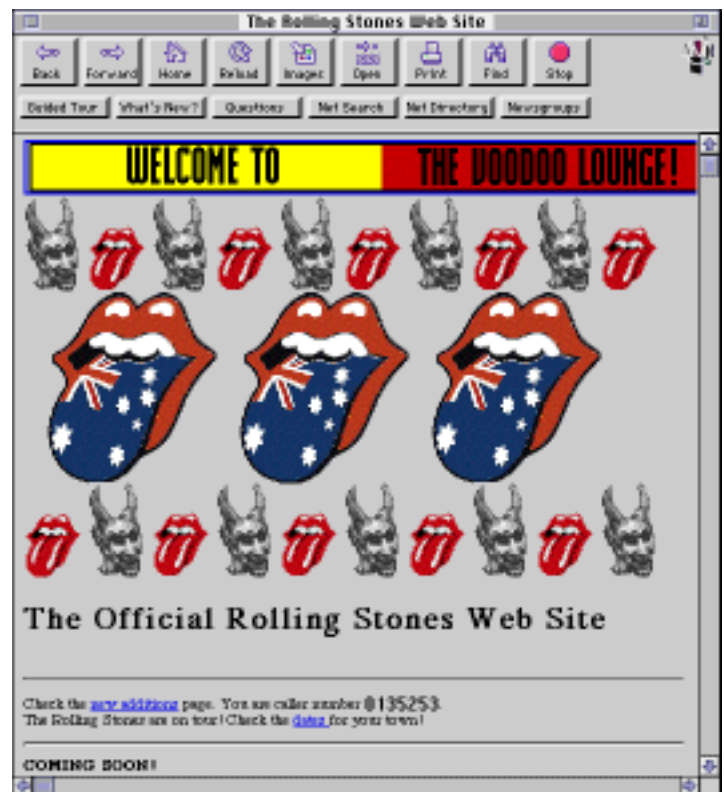 The Rolling Stones Web Site
Back Forward Home Reload Images Open Print Find Stop
Guided Tour What's New? Questions Net Search Net Directory Newsgroups
WELCOME TO THE VOODOO LOUNGE!
The Official Rolling Stones Web Site
Check the new additions page. You are caller number 0135253.
The Rolling Stones are on tour! Check the dates for your town!
COMING SOON!